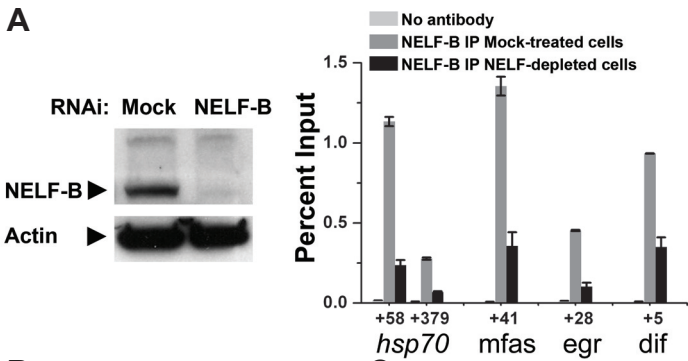 A
RNAi: Mock NELF-B
NELF-B
Actin
No antibody
NELF-B IP Mock-treated cells
NELF-B IP NELF-depleted cells
Percent Input
1.5
1.0
0.5
0.0
+58 +379 +41 +28 +5
hsp70 mfas egr dif